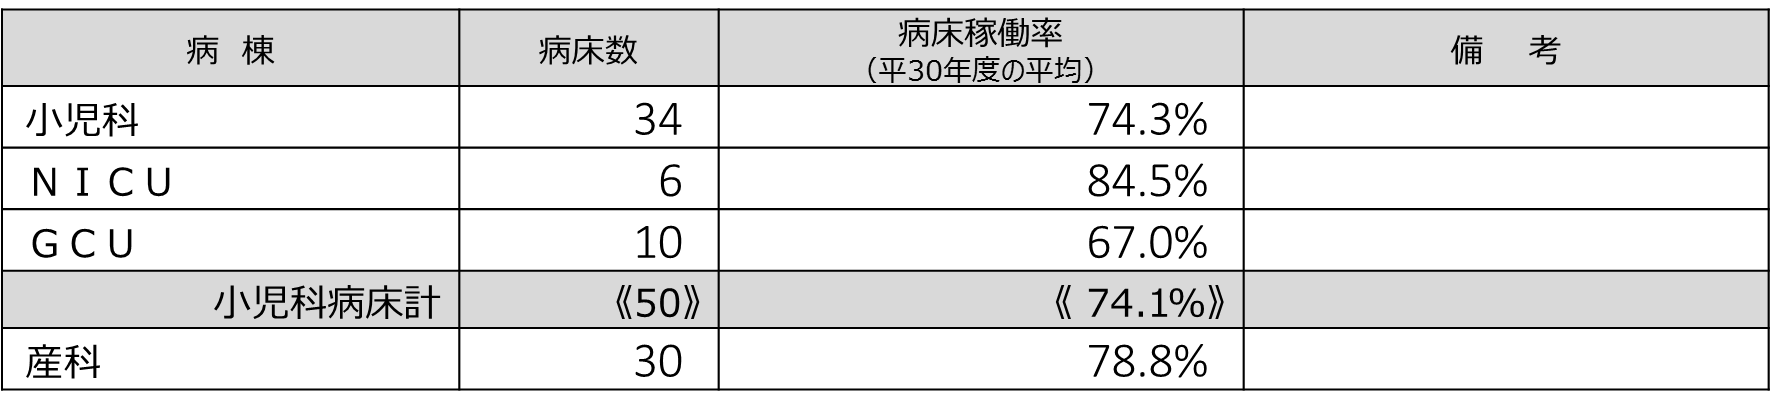 病 棟 病床数 病床稼働率 備 考
（平30年度の平均）
小児科 34 74.3%
ＮＩＣＵ 6 84.5%
ＧＣＵ 10 67.0%
小児科病床計 《50》 《 74.1%》
産科 30 78.8%